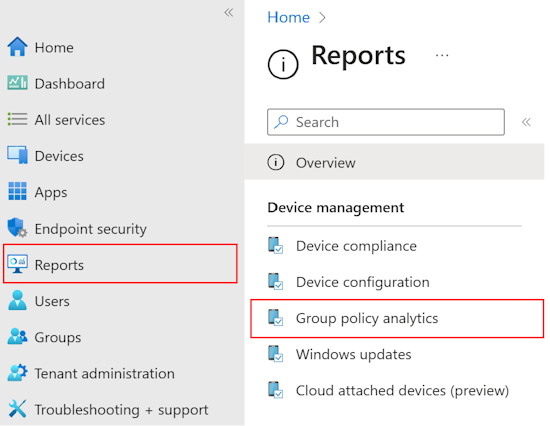 Home
Dashboard
All services
Devices
Apps
Endpoint security
Reports
Users
Groups
Tenant administration
Troubleshooting + support
Home
Reports
Search
Overview
Device management
Device compliance
Device configuration
Group policy analytics
Windows updates
Cloud attached devices (preview)